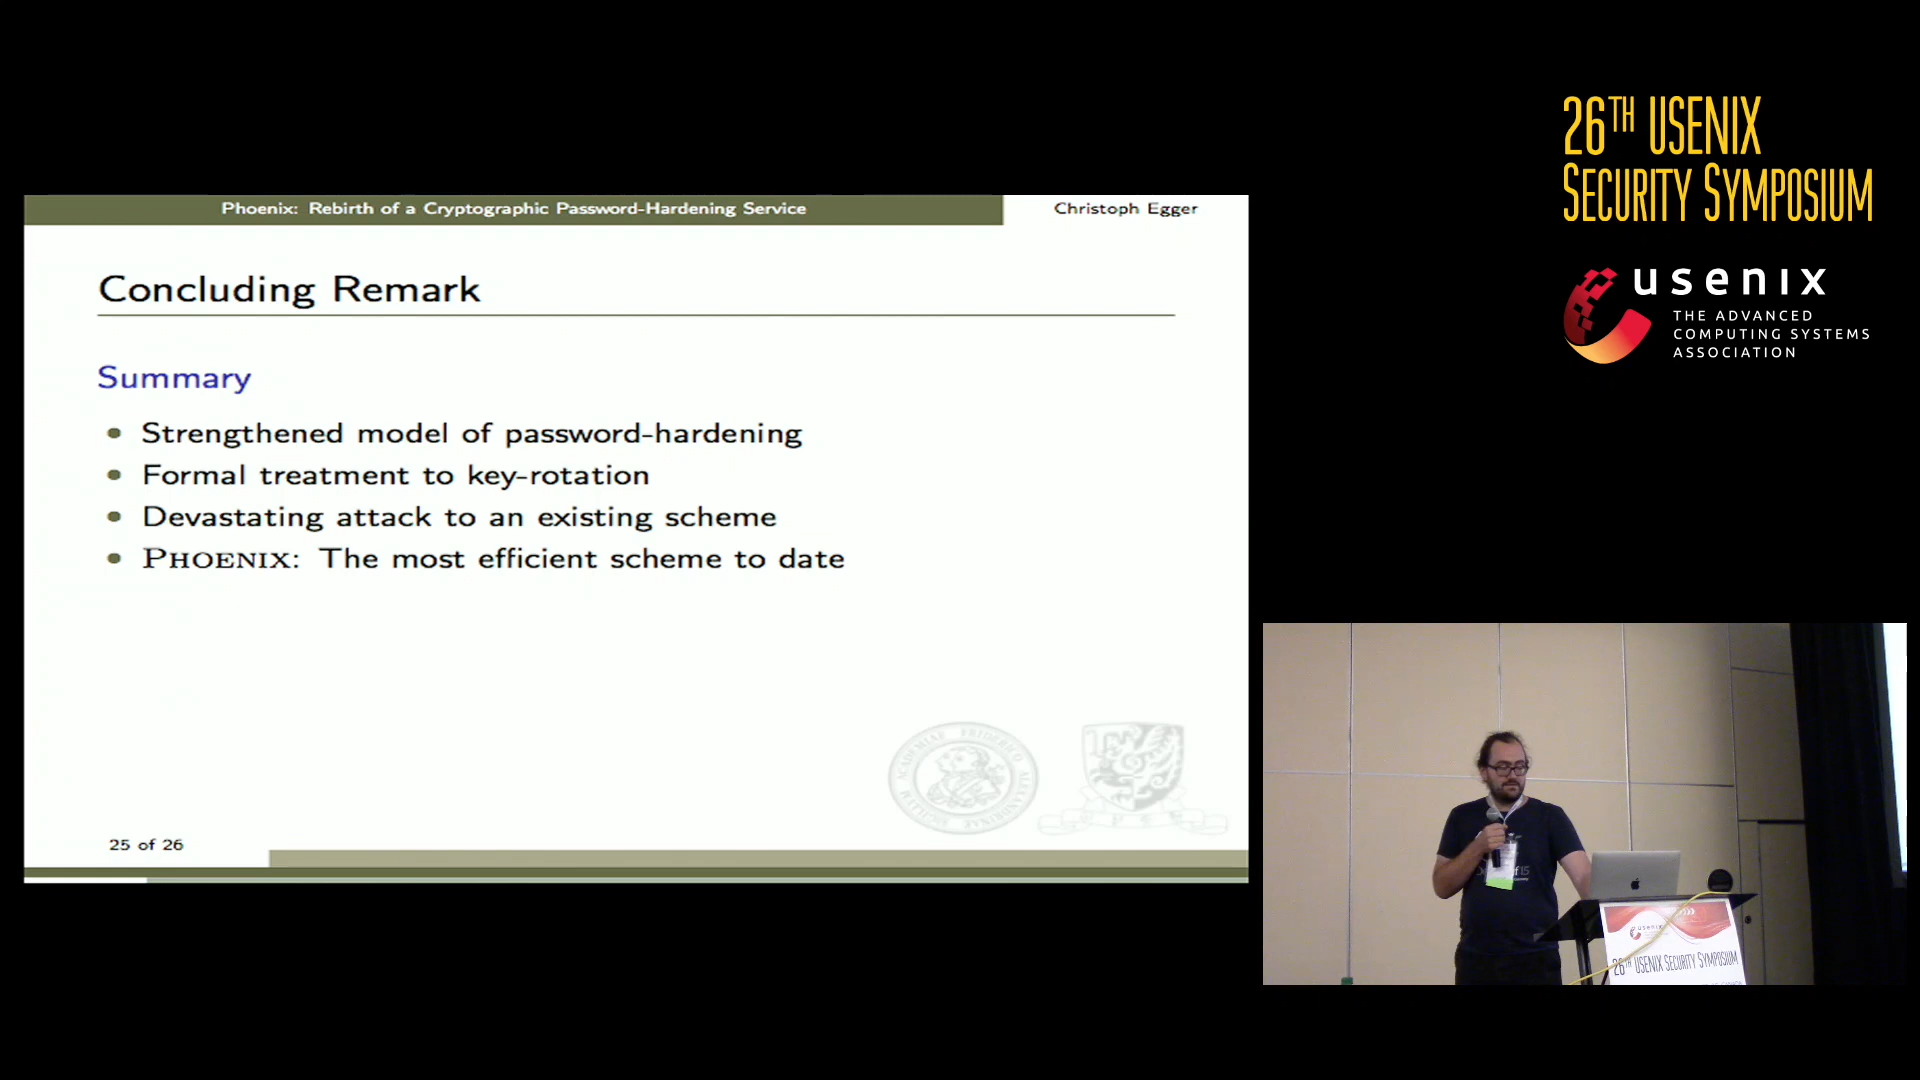 Phoenix: Rebirth of a Cryptographic Password-Hardening Service
Christoph Egger
Concluding Remark
Summary
• Strengthened model of password-hardening
• Formal treatment to key-rotation
• Devastating attack to an existing scheme
• PHOENIX: The most efficient scheme to date
25 of 26
26TH USENIX
SECURITY SYMPOSIUM
usenix
THE ADVANCED
COMPUTING SYSTEMS
ASSOCIATION
usenix
26TH USENIX SECURITY SYMPOSIUM